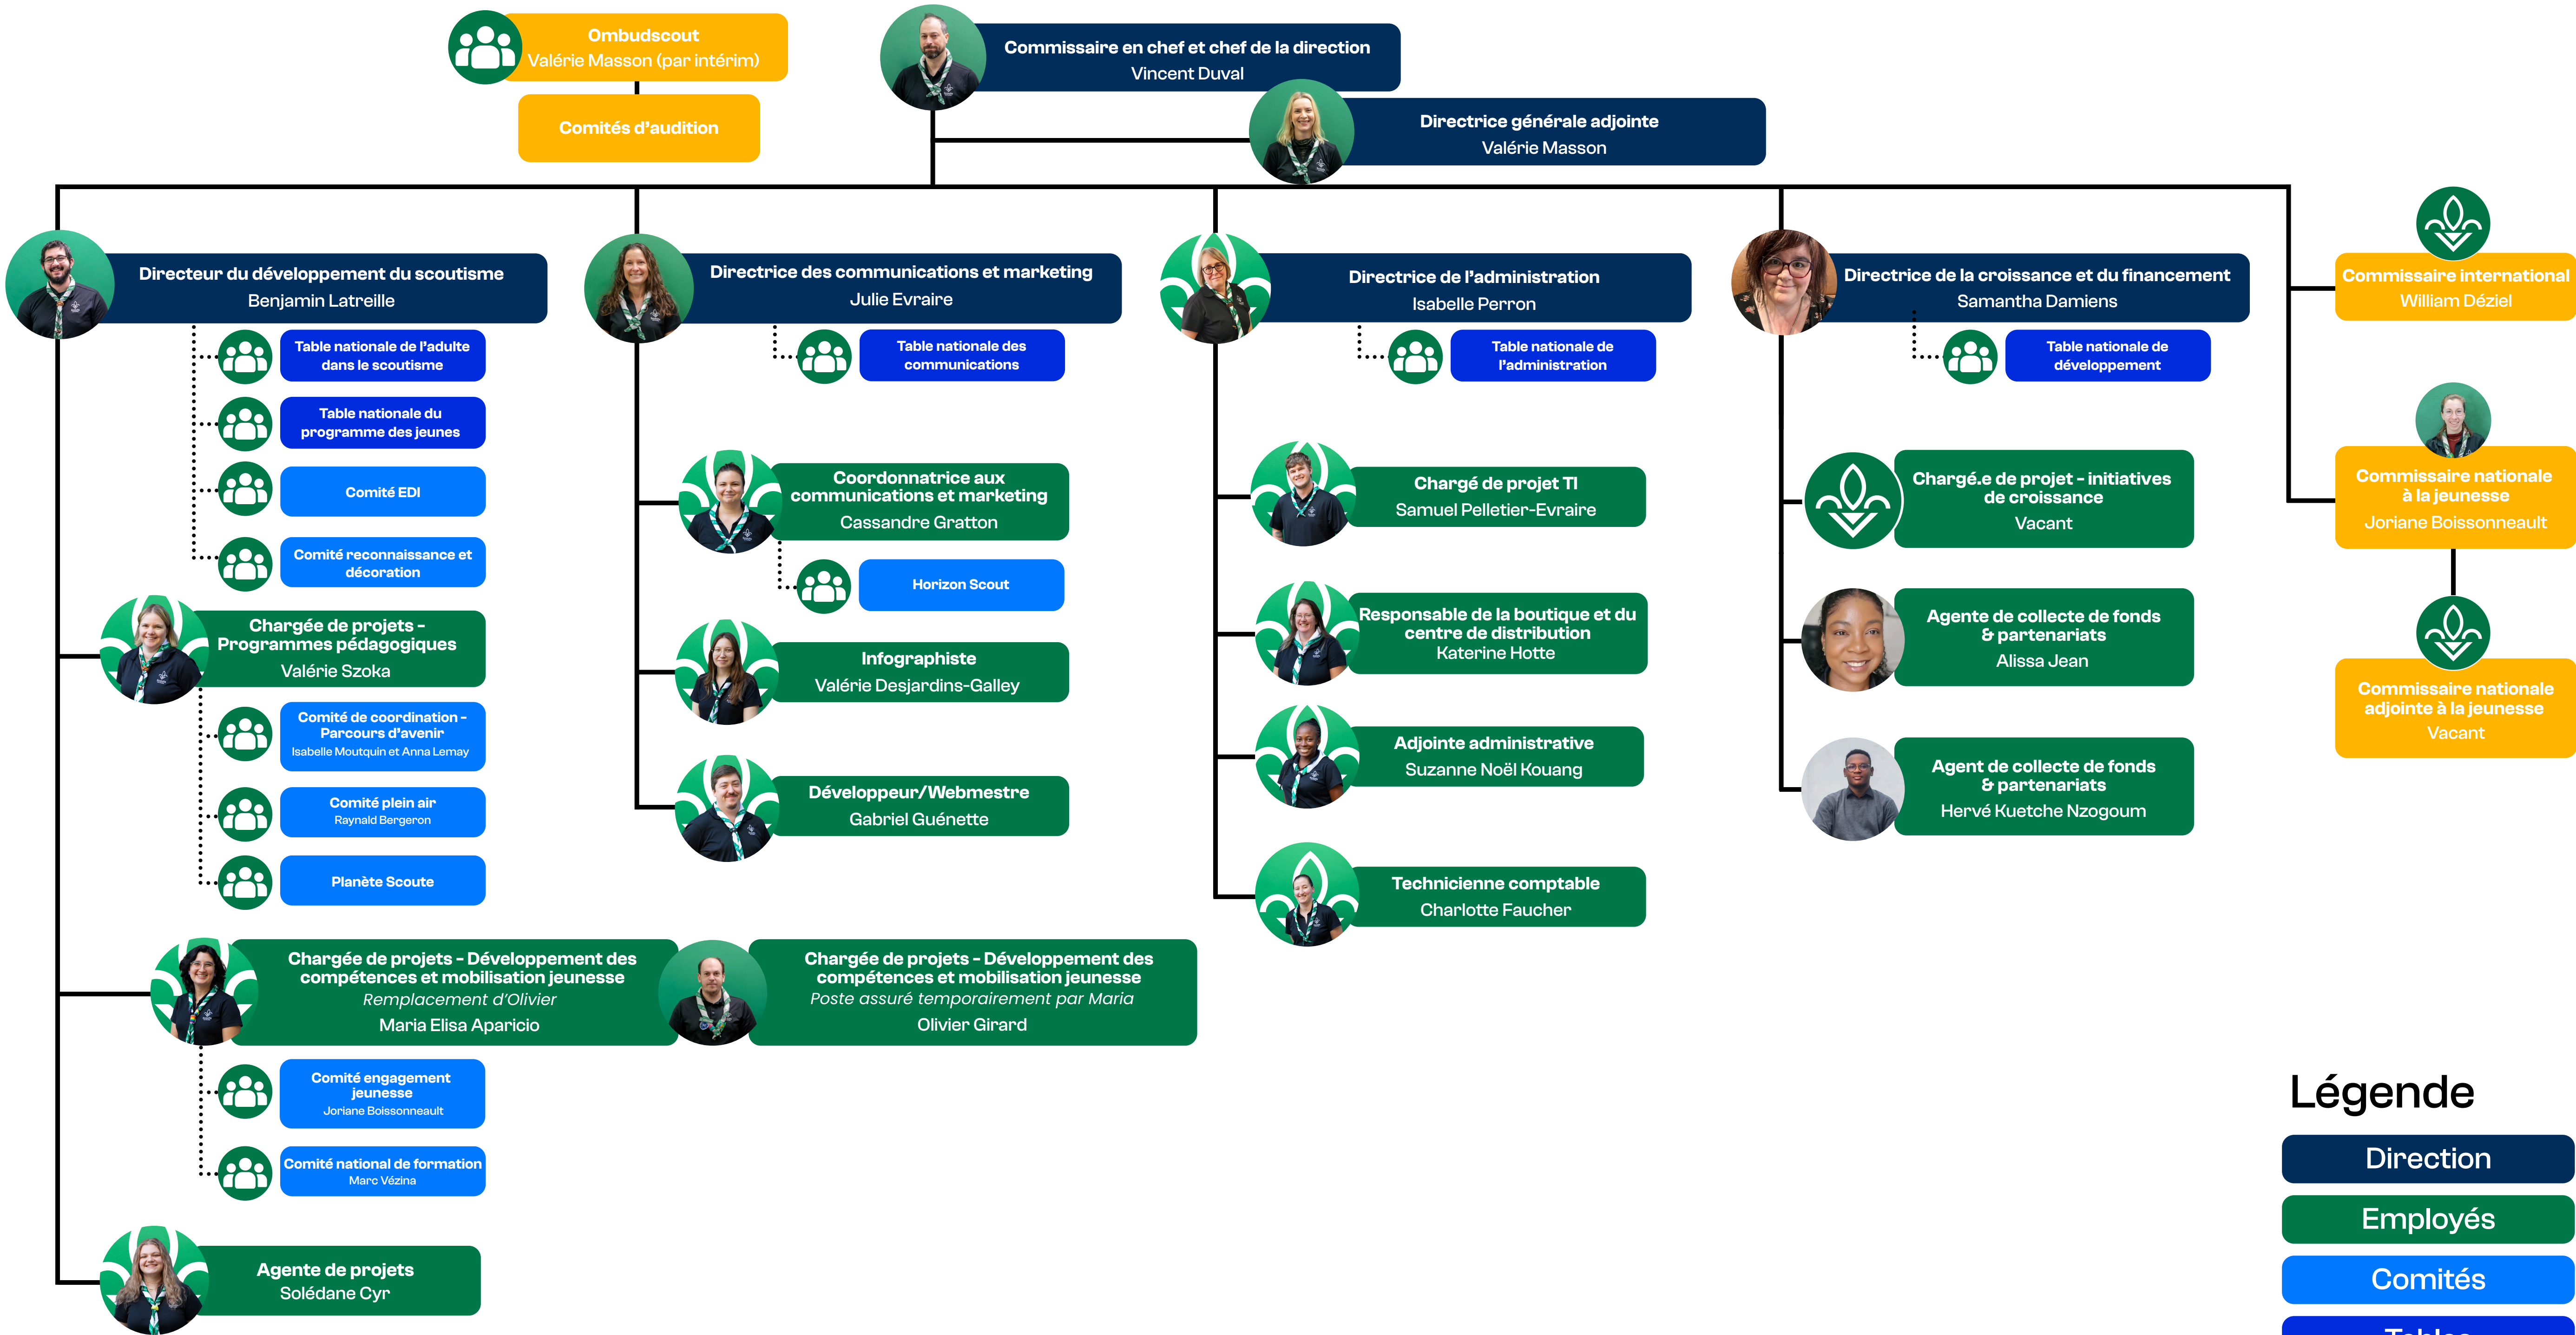 Ombudscout
Valérie Masson (par intérim)
Comités d'audition
Commissaire en chef et chef de la direction
Vincent Duval
Directrice générale adjointe
Valérie Masson
Directeur du développement du scoutisme
Benjamin Latreille
Table nationale de l'adulte
dans le scoutisme
Table nationale du
programme des jeunes
Comité EDI
Comité reconnaissance et
décoration
Chargée de projets -
Programmes pédagogiques
Valérie Szoka
Comité de coordination -
Parcours d'avenir
Isabelle Moutquin et Anna Lemay
Comité plein air
Raynald Bergeron
Planète Scoute
Chargée de projets - Développement des
compétences et mobilisation jeunesse
Remplacement d'Olivier
Maria Elisa Aparicio
Chargée de projets - Développement des
compétences et mobilisation jeunesse
Poste assuré temporairement par Maria
Olivier Girard
Comité engagement
jeunesse
Joriane Boissonneault
Comité national de formation
Marc Vézina
Agente de projets
Solédane Cyr
Directrice des communications et marketing
Julie Evraire
Table nationale des
communications
Coordonnatrice aux
communications et marketing
Cassandre Gratton
Horizon Scout
Infographiste
Valérie Desjardins-Galley
Développeur/Webmestre
Gabriel Guénette
Directrice de l'administration
Isabelle Perron
Table nationale de
l'administration
Chargé de projet TI
Samuel Pelletier-Evraire
Responsable de la boutique et du
centre de distribution
Katerine Hotte
Adjointe administrative
Suzanne Noël Kouang
Technicienne comptable
Charlotte Faucher
Directrice de la croissance et du financement
Samantha Damiens
Table nationale de
développement
Chargé.e de projet - initiatives
de croissance
Vacant
Agente de collecte de fonds
& partenariats
Alissa Jean
Agent de collecte de fonds
& partenariats
Hervé Kuetche Nzogoum
Commissaire international
William Déziel
Commissaire nationale
à la jeunesse
Joriane Boissonneault
Commissaire nationale
adjointe à la jeunesse
Vacant
Légende
Direction
Employés
Comités
Tables